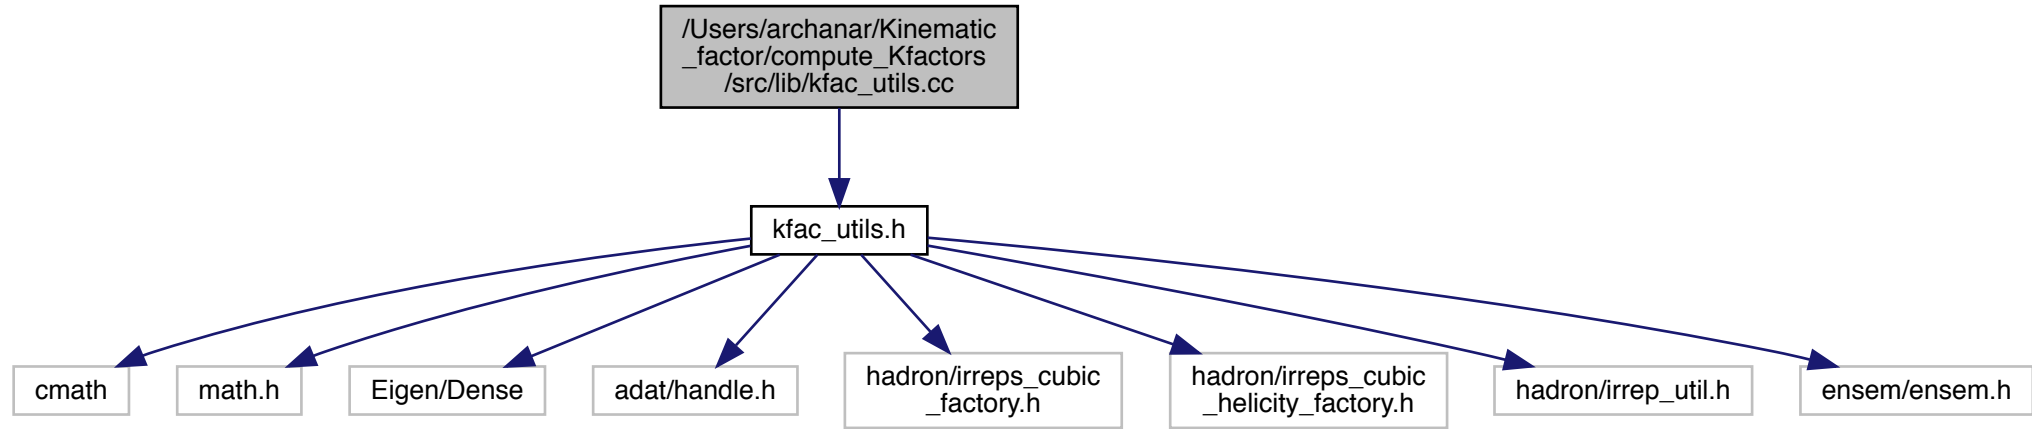 /Users/archanar/Kinematic
_factor/compute_Kfactors
/src/lib/kfac_utils.cc
kfac_utils.h
cmath
math.h
Eigen/Dense
adat/handle.h
hadron/irreps_cubic
_factory.h
hadron/irreps_cubic
_helicity_factory.h
hadron/irrep_util.h
ensem/ensem.h